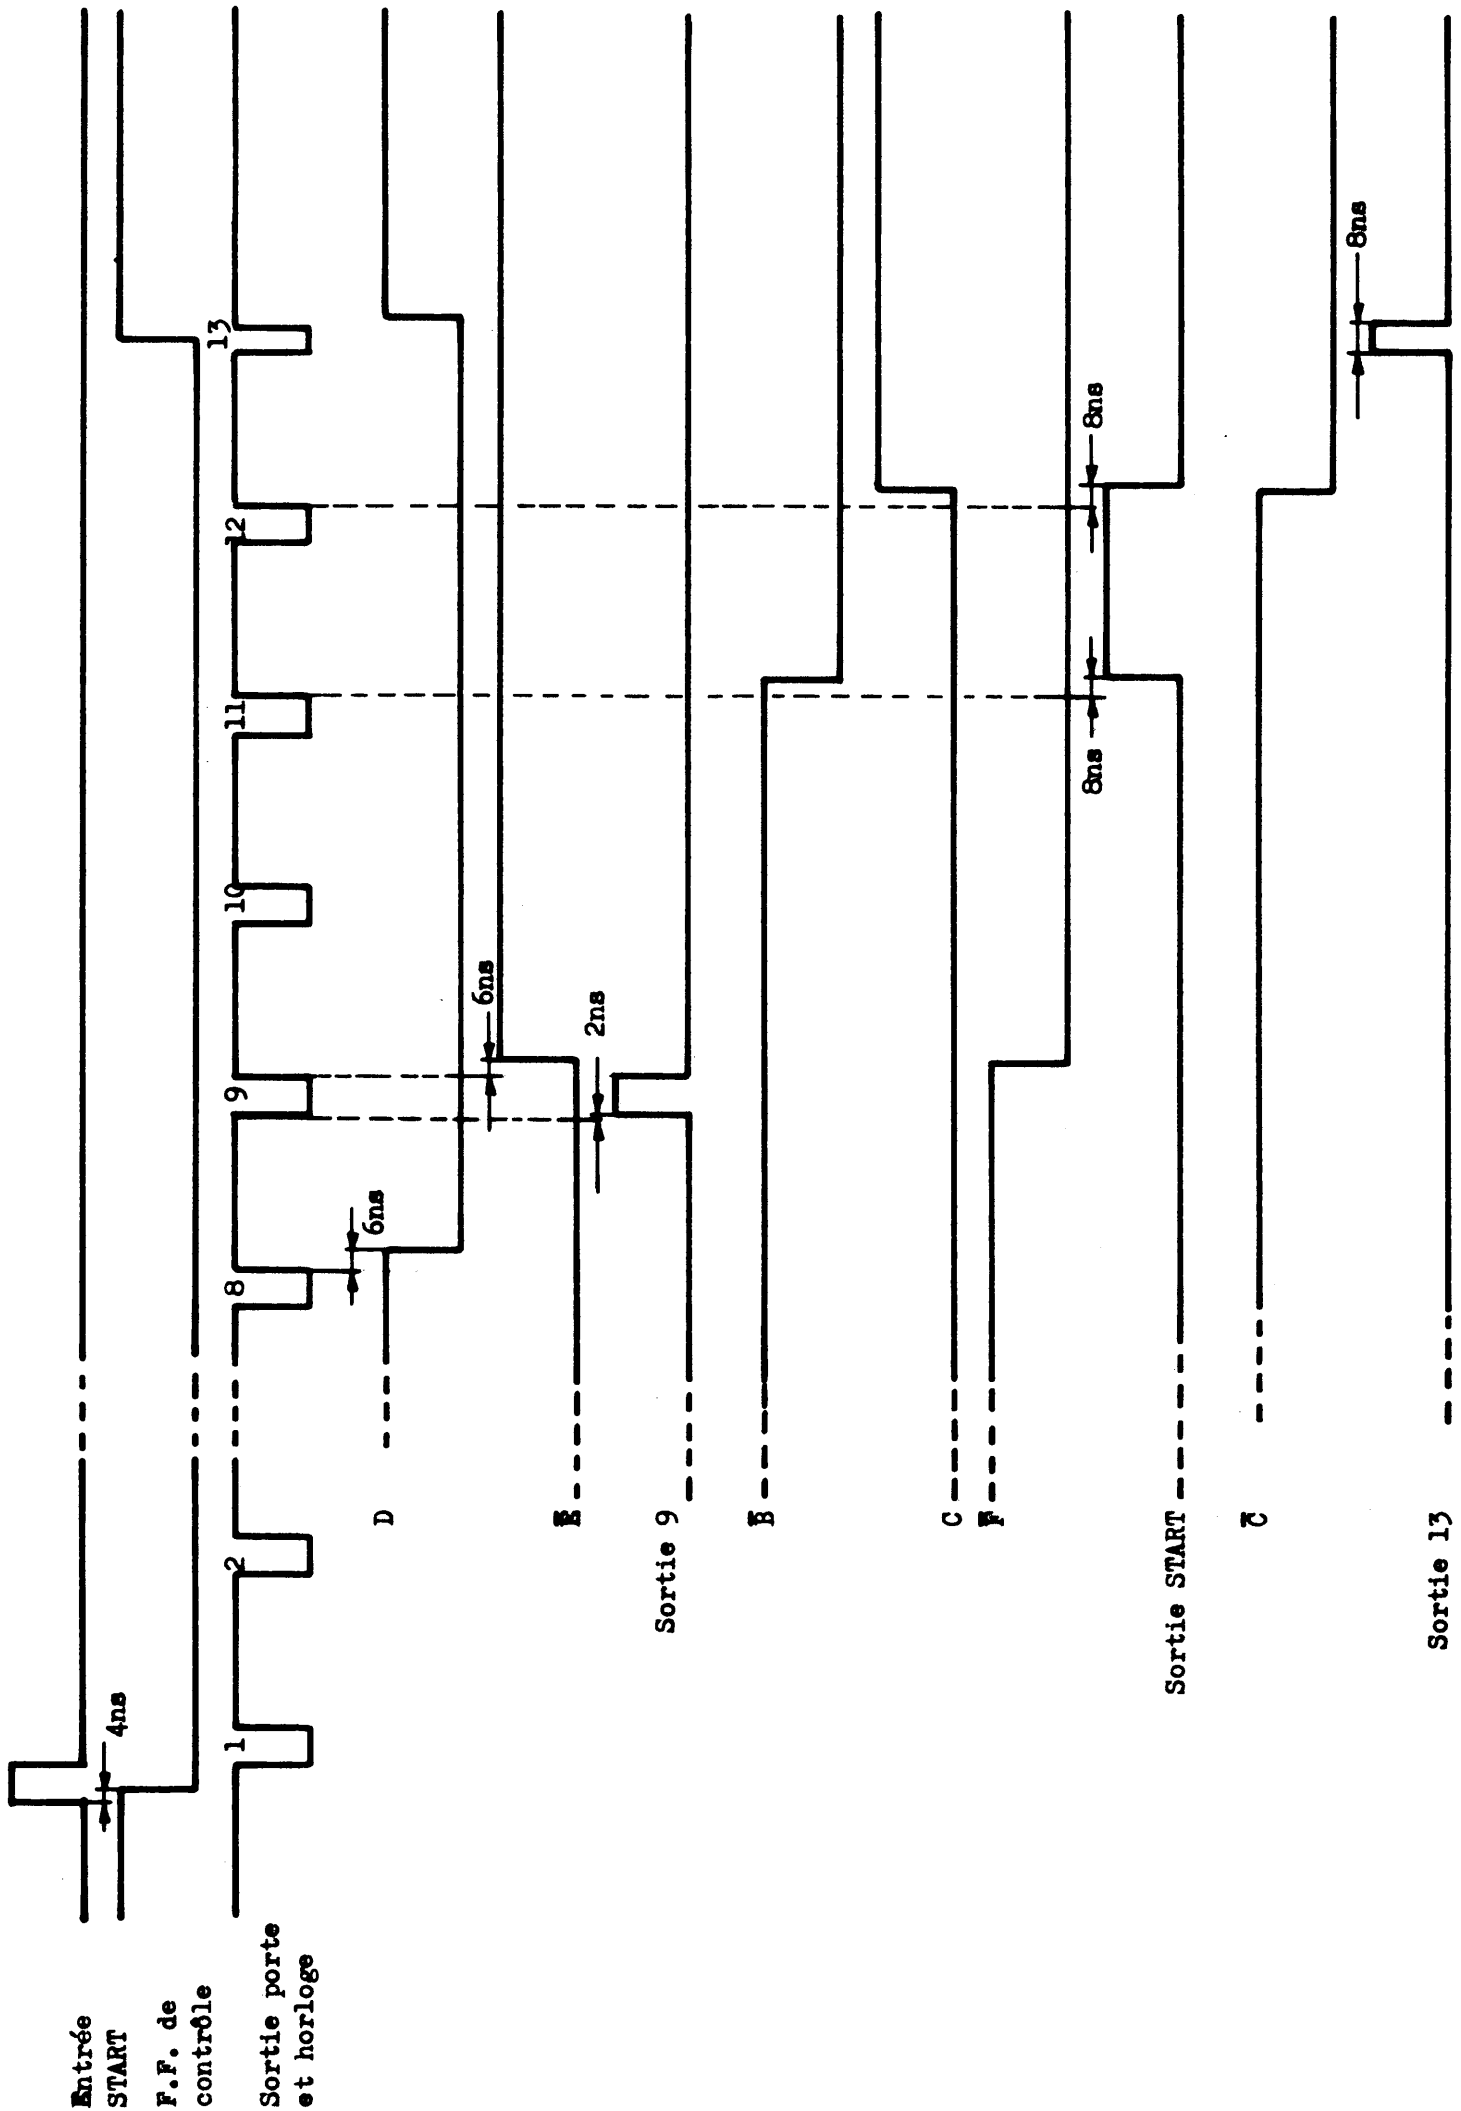 Entrée
START
4ns
F.F. de
contrôle
Sortie porte
et horloge
1
2
8
9
10
11
12
13
D
6ns
E̅
6ns
Sortie 9
2ns
B̅
C
F̅
Sortie START
8ns
8ns
C̅
Sortie 13
8ns